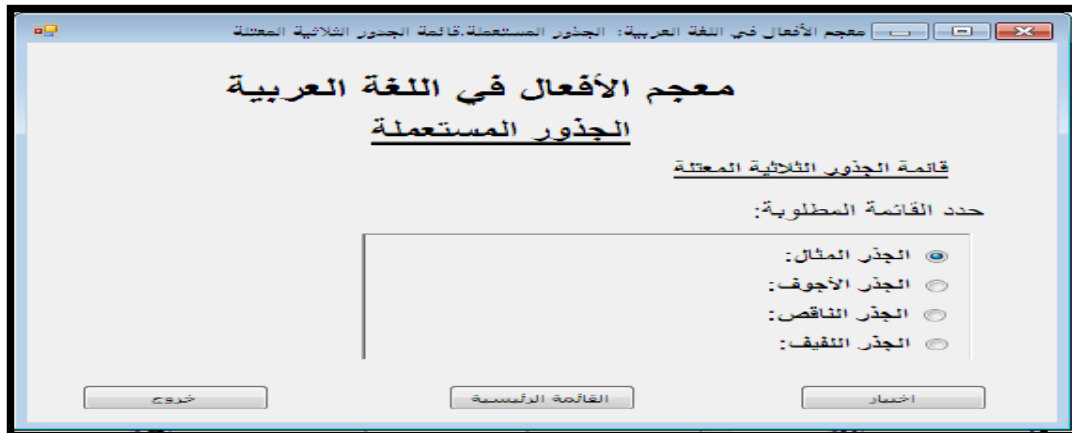 معجم الأفعال في اللغة العربية: الجذور المستعملة.قائمة الجذور الثلاثية المعتلة
معجم الأفعال في اللغة العربية
الجذور المستعملة
قائمة الجذور الثلاثية المعتلة
حدد القائمة المطلوبة:
الجذر المثال:
الجذر الأجوف:
الجذر الناقص:
الجذر اللفيف:
اختيار القائمة الرئيسية خروج